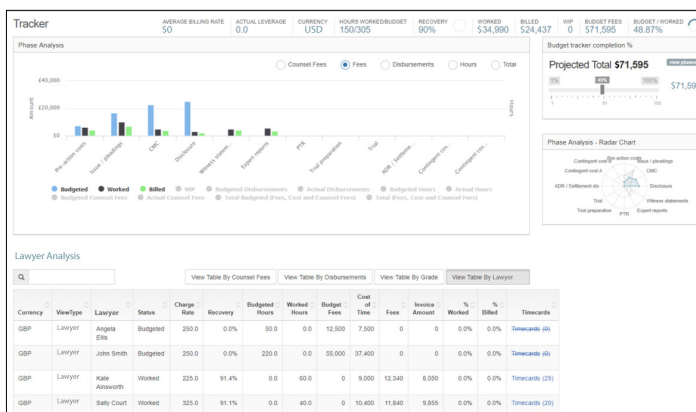 Tracker
AVERAGE BILLING RATE ACTUAL LEVERAGE CURRENCY HOURS WORKED/BUDGET RECOVERY WORKED BILLED WIP BUDGET FEES BUDGET / WORKED
$0 0.0 USD 150/305 90% $34,990 $24,437 0 $71,595 48.87%
Phase Analysis
Counsel Fees Fees Disbursements Hours Total
£40,000
£20,000
£0
Amount
Hours
Pre-action costs Issue / pleadings CMC Disclosure Witness statem... Expert reports PTR Trial preparation Trial ADR / Settleme... Contingent cos... Contingent cos...
Budgeted Worked Billed WIP Budgeted Disbursements Actual Disbursements Budgeted Hours Actual Hours
Budgeted Counsel Fees Actual Counsel Fees Total Budgeted (Fees, Cost and Counsel Fees) Total (Fees, Cost and Counsel Fees)
Budget tracker completion %
Projected Total $71,595
1% 49% 100%
1 51 100
Phase Analysis - Radar Chart
Pre-action costs
Contingent cost B Issue / pleadings
Contingent cost A CMC
ADR / Settlement dis Disclosure
Trial Witness statements
Trial preparation PTR Expert reports
Lawyer Analysis
View Table By Counsel Fees View Table By Disbursements View Table By Grade View Table By Lawyer
Currency ViewType Lawyer Status Charge Rate Recovery Budgeted Hours Worked Hours Budget Fees Cost of Time Fees Invoice Amount % Worked % Billed Timecards
GBP Lawyer Angela Ellis Budgeted 250.0 0.0% 50.0 0.0 12,500 7,500 0 0 0.0% 0.0% Timecards (0)
GBP Lawyer John Smith Budgeted 250.0 0.0% 220.0 0.0 55,000 37,400 0 0 0.0% 0.0% Timecards (0)
GBP Lawyer Kate Ainsworth Worked 225.0 91.4% 0.0 60.0 0 9,000 12,340 8,050 0.0% 0.0% Timecards (25)
GBP Lawyer Sally Court Worked 325.0 91.1% 0.0 40.0 0 10,400 11,840 9,655 0.0% 0.0% Timecards (20)